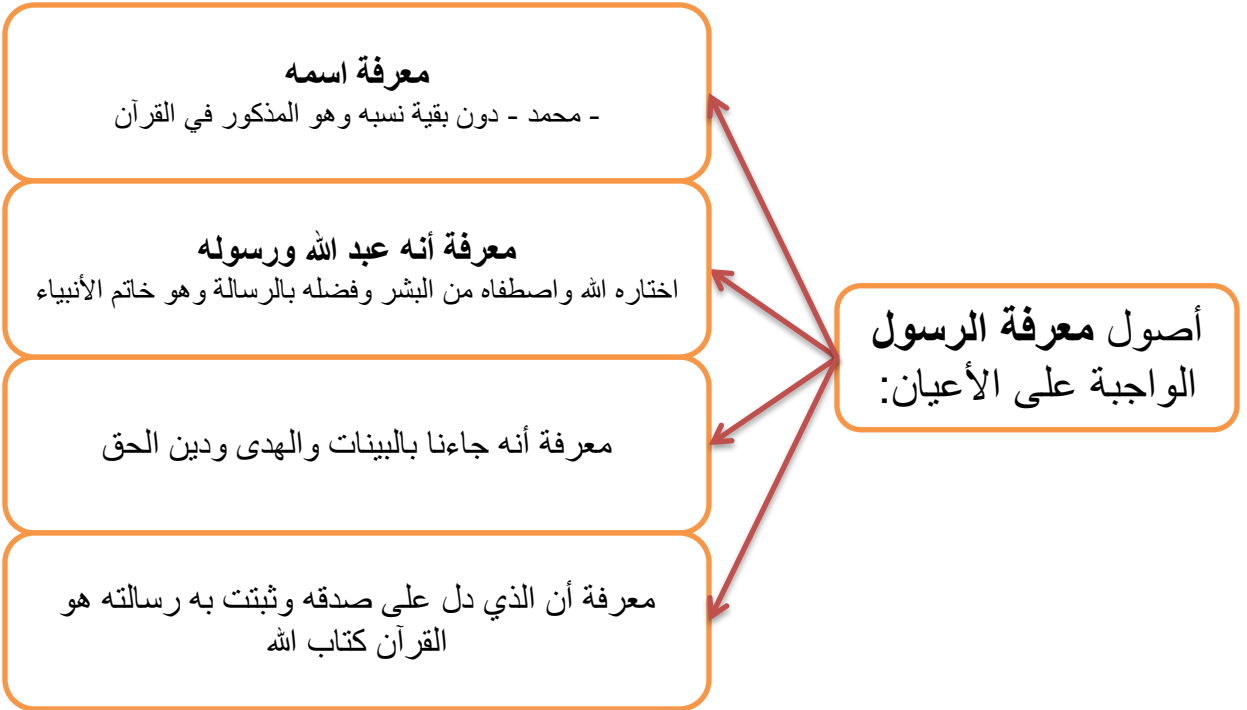 أصول معرفة الرسول
الواجبة على الأعيان:
معرفة اسمه
- محمد - دون بقية نسبه وهو المذكور في القرآن
معرفة أنه عبد الله ورسوله
اختاره الله واصطفاه من البشر وفضله بالرسالة وهو خاتم الأنبياء
معرفة أنه جاءنا بالبينات والهدى ودين الحق
معرفة أن الذي دل على صدقه وثبتت به رسالته هو
القرآن كتاب الله